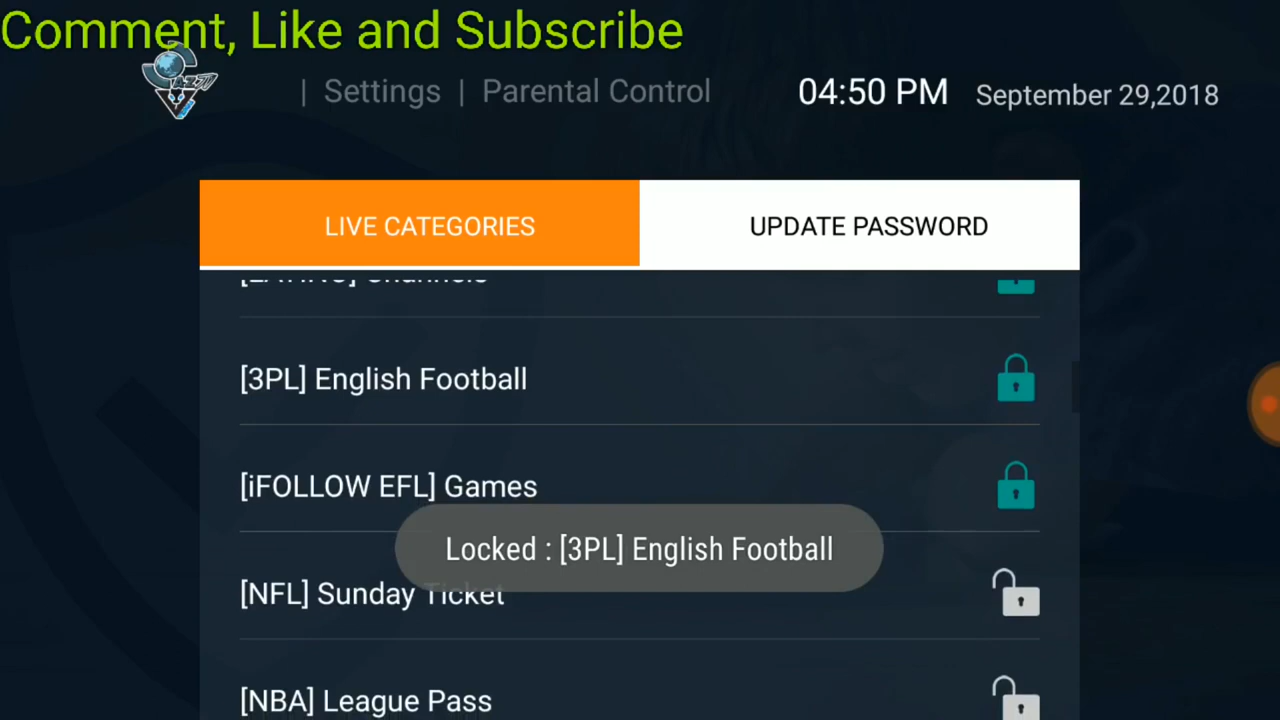 Comment, Like and Subscribe
| Settings | Parental Control 04:50 PM September 29,2018
LIVE CATEGORIES UPDATE PASSWORD
Channels
[3PL] English Football
[iFOLLOW EFL] Games
Locked : [3PL] English Football
[NFL] Sunday Ticket
[NBA] League Pass